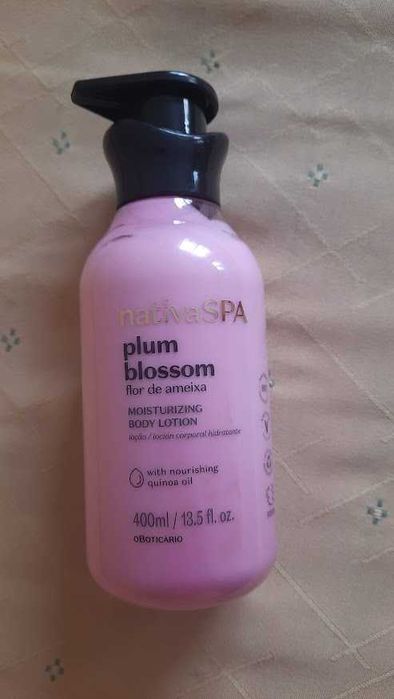 nativaSPA
plum
blossom
flor de ameixa
MOISTURIZING
BODY LOTION
loção / loción corporal hidratante
with nourishing
quinoa oil
400ml / 13.5 fl. oz.
oBOTICÁRIO